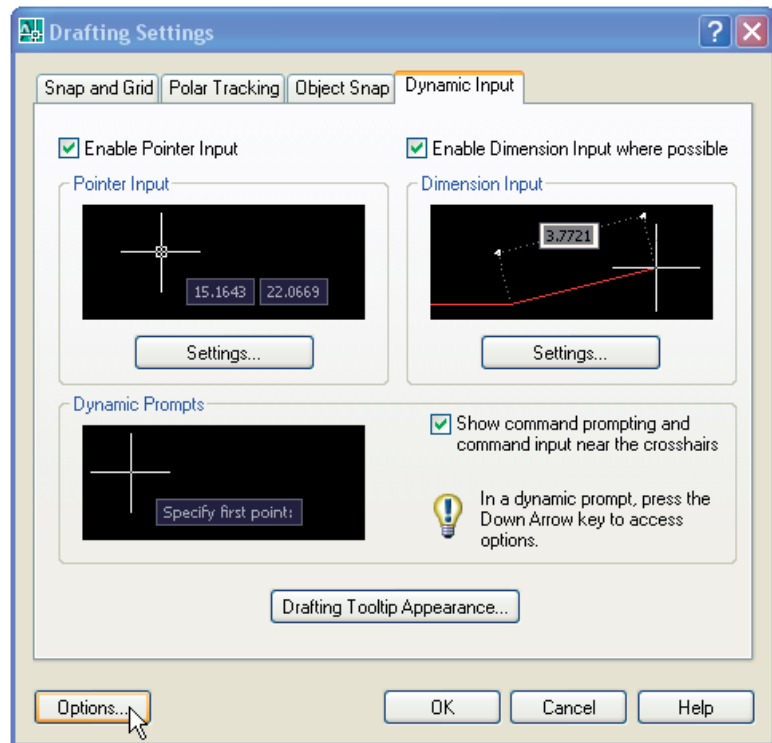 Drafting Settings
Snap and Grid
Polar Tracking
Object Snap
Dynamic Input
Enable Pointer Input
Enable Dimension Input where possible
Pointer Input
15.1643
22.0669
Settings...
Dimension Input
3.7721
Settings...
Dynamic Prompts
Specify first point:
Show command prompting and
command input near the crosshairs
In a dynamic prompt, press the
Down Arrow key to access
options.
Drafting Tooltip Appearance...
Options...
OK
Cancel
Help